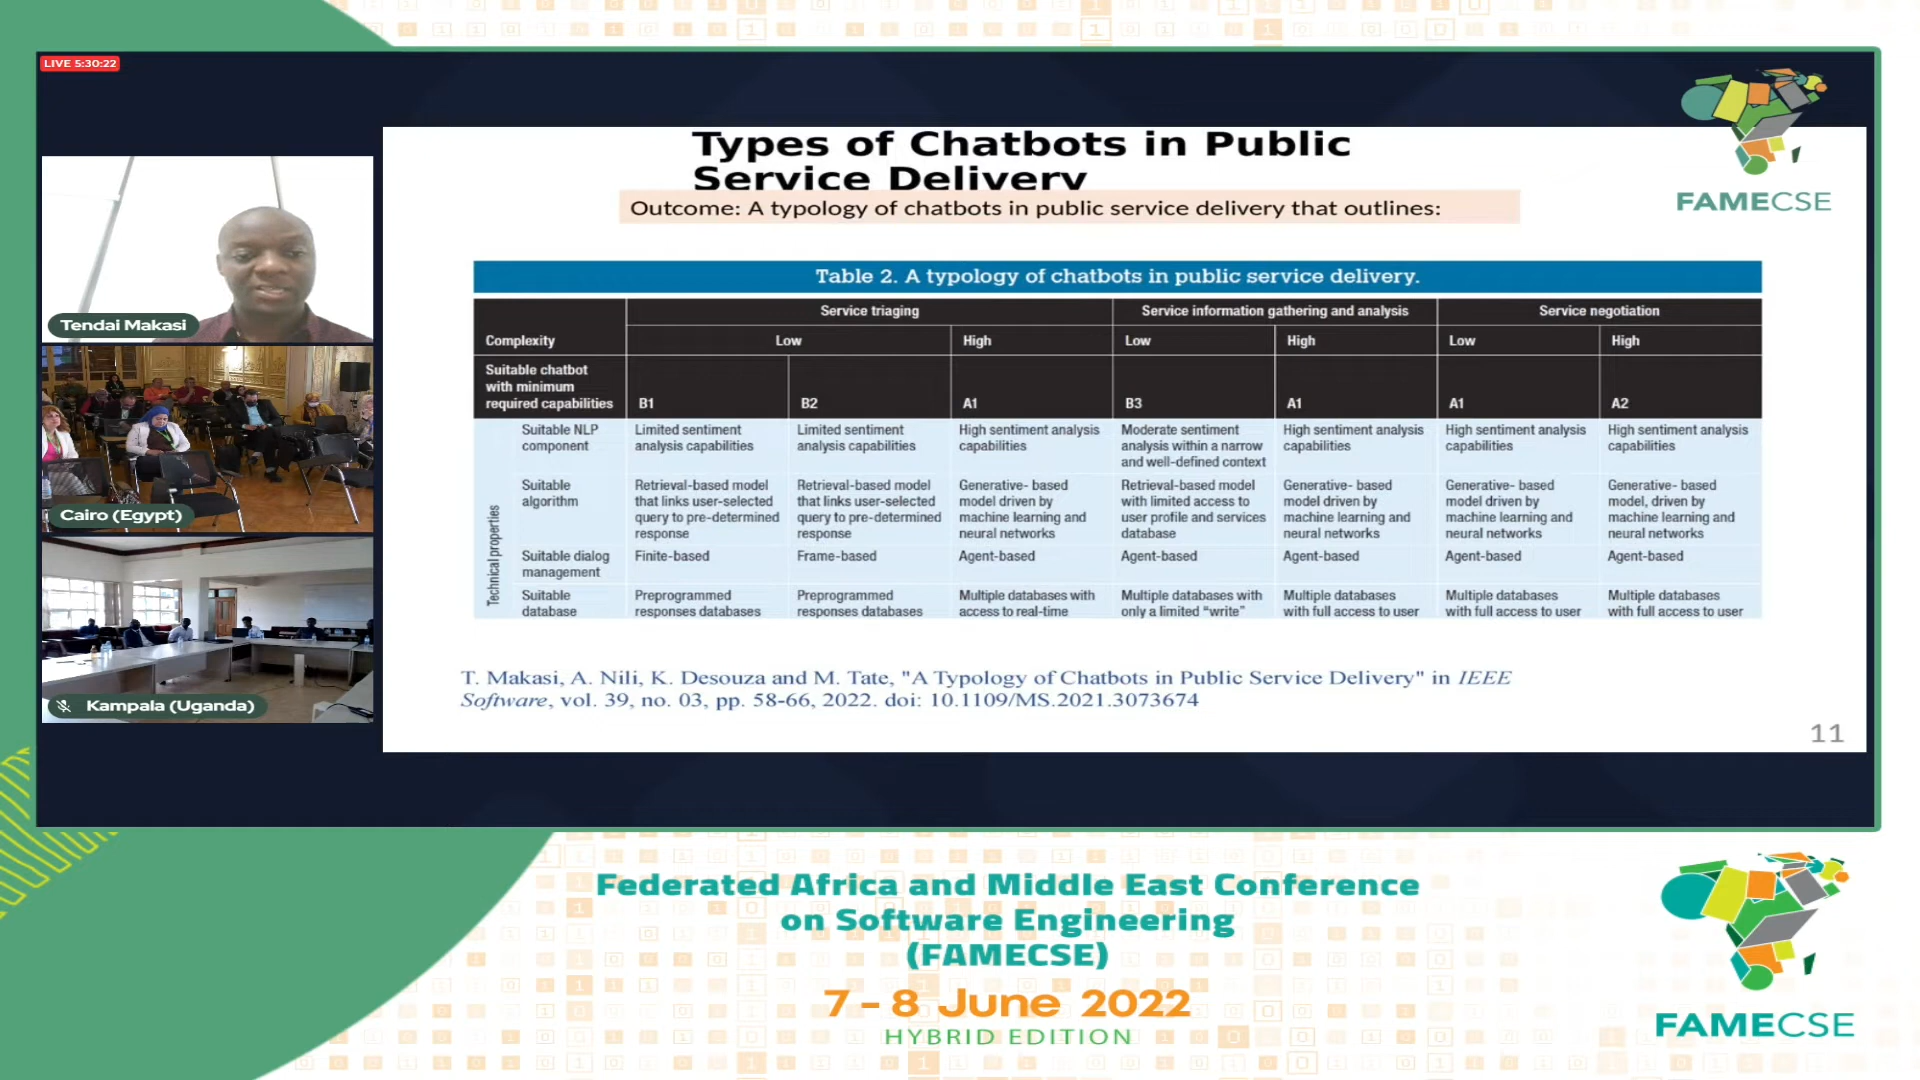 LIVE 5:30:22
Tendai Makasi
Cairo (Egypt)
Kampala (Uganda)
FAMECSE
Types of Chatbots in Public
Service Delivery
Outcome: A typology of chatbots in public service delivery that outlines:
Table 2. A typology of chatbots in public service delivery.
Service triaging
Service information gathering and analysis
Service negotiation
Complexity
Low
High
Low
High
Low
High
Suitable chatbot
with minimum
required capabilities
B1
B2
A1
B3
A1
A1
A2
Technical properties
Suitable NLP
component
Limited sentiment
analysis capabilities
Limited sentiment
analysis capabilities
High sentiment analysis
capabilities
Moderate sentiment
analysis within a narrow
and well-defined context
High sentiment analysis
capabilities
High sentiment analysis
capabilities
High sentiment analysis
capabilities
Suitable
algorithm
Retrieval-based model
that links user-selected
query to pre-determined
response
Retrieval-based model
that links user-selected
query to pre-determined
response
Generative- based
model driven by
machine learning and
neural networks
Retrieval-based model
with limited access to
user profile and services
database
Generative- based
model driven by
machine learning and
neural networks
Generative- based
model driven by
machine learning and
neural networks
Generative- based
model, driven by
machine learning and
neural networks
Suitable dialog
management
Finite-based
Frame-based
Agent-based
Agent-based
Agent-based
Agent-based
Agent-based
Suitable
database
Preprogrammed
responses databases
Preprogrammed
responses databases
Multiple databases with
access to real-time
Multiple databases with
only a limited “write”
Multiple databases
with full access to user
Multiple databases
with full access to user
Multiple databases
with full access to user
T. Makasi, A. Nili, K. Desouza and M. Tate, "A Typology of Chatbots in Public Service Delivery" in IEEE
Software, vol. 39, no. 03, pp. 58-66, 2022. doi: 10.1109/MS.2021.3073674
11
Federated Africa and Middle East Conference
on Software Engineering
(FAMECSE)
7 – 8 June 2022
HYBRID EDITION
FAMECSE